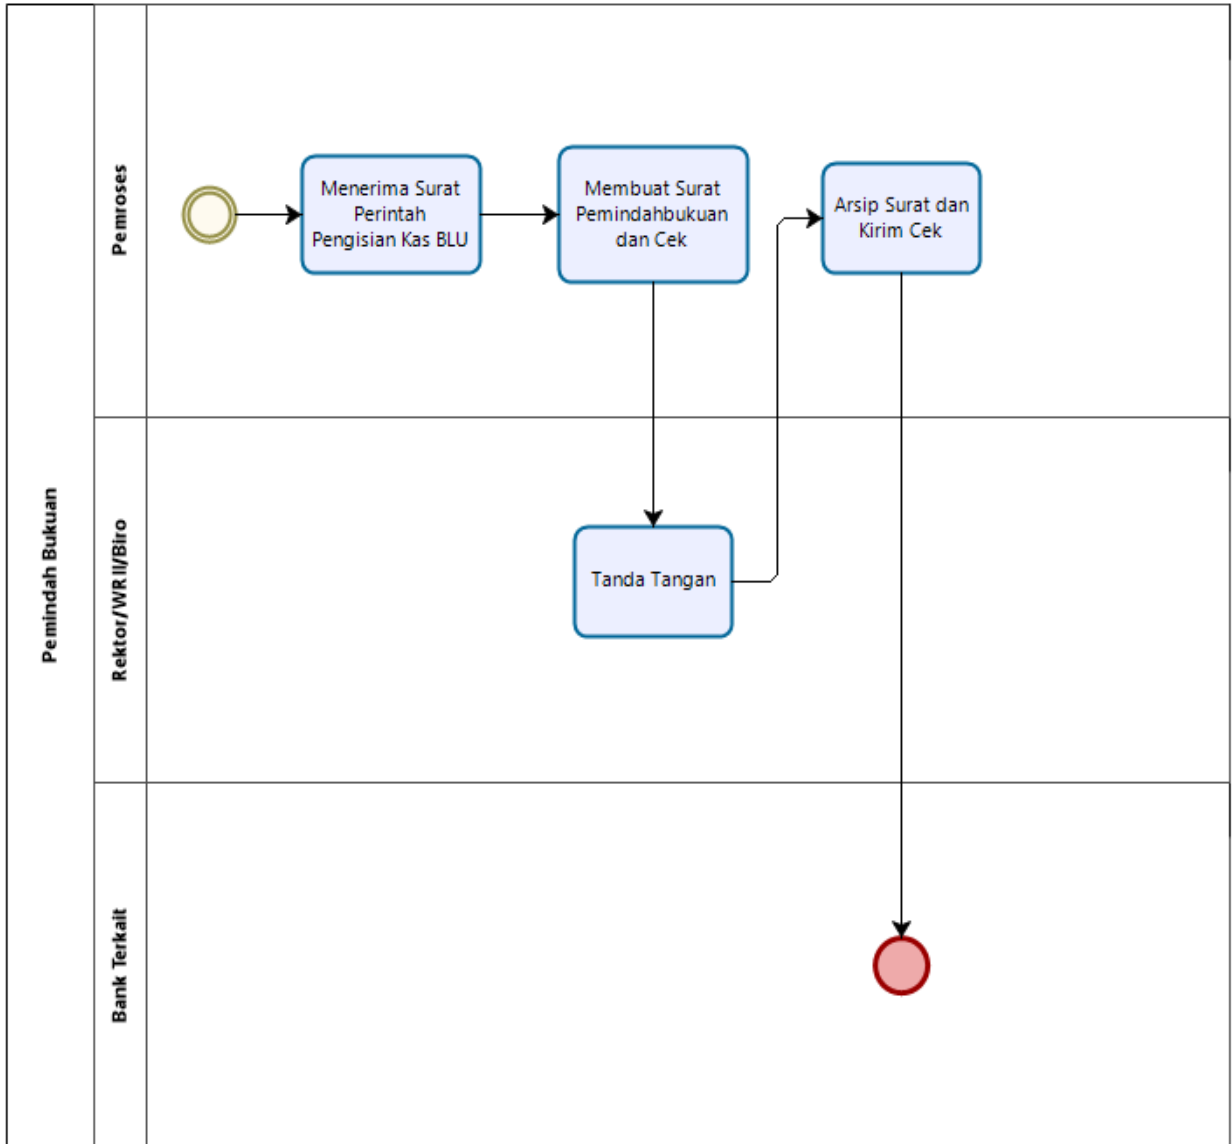 Pemindah Bukuan
Pemroses
Menerima Surat
Perintah
Pengisian Kas BLU
Membuat Surat
Pemindahbukuan
dan Cek
Arsip Surat dan
Kirim Cek
Rektor/WR II/Biro
Tanda Tangan
Bank Terkait